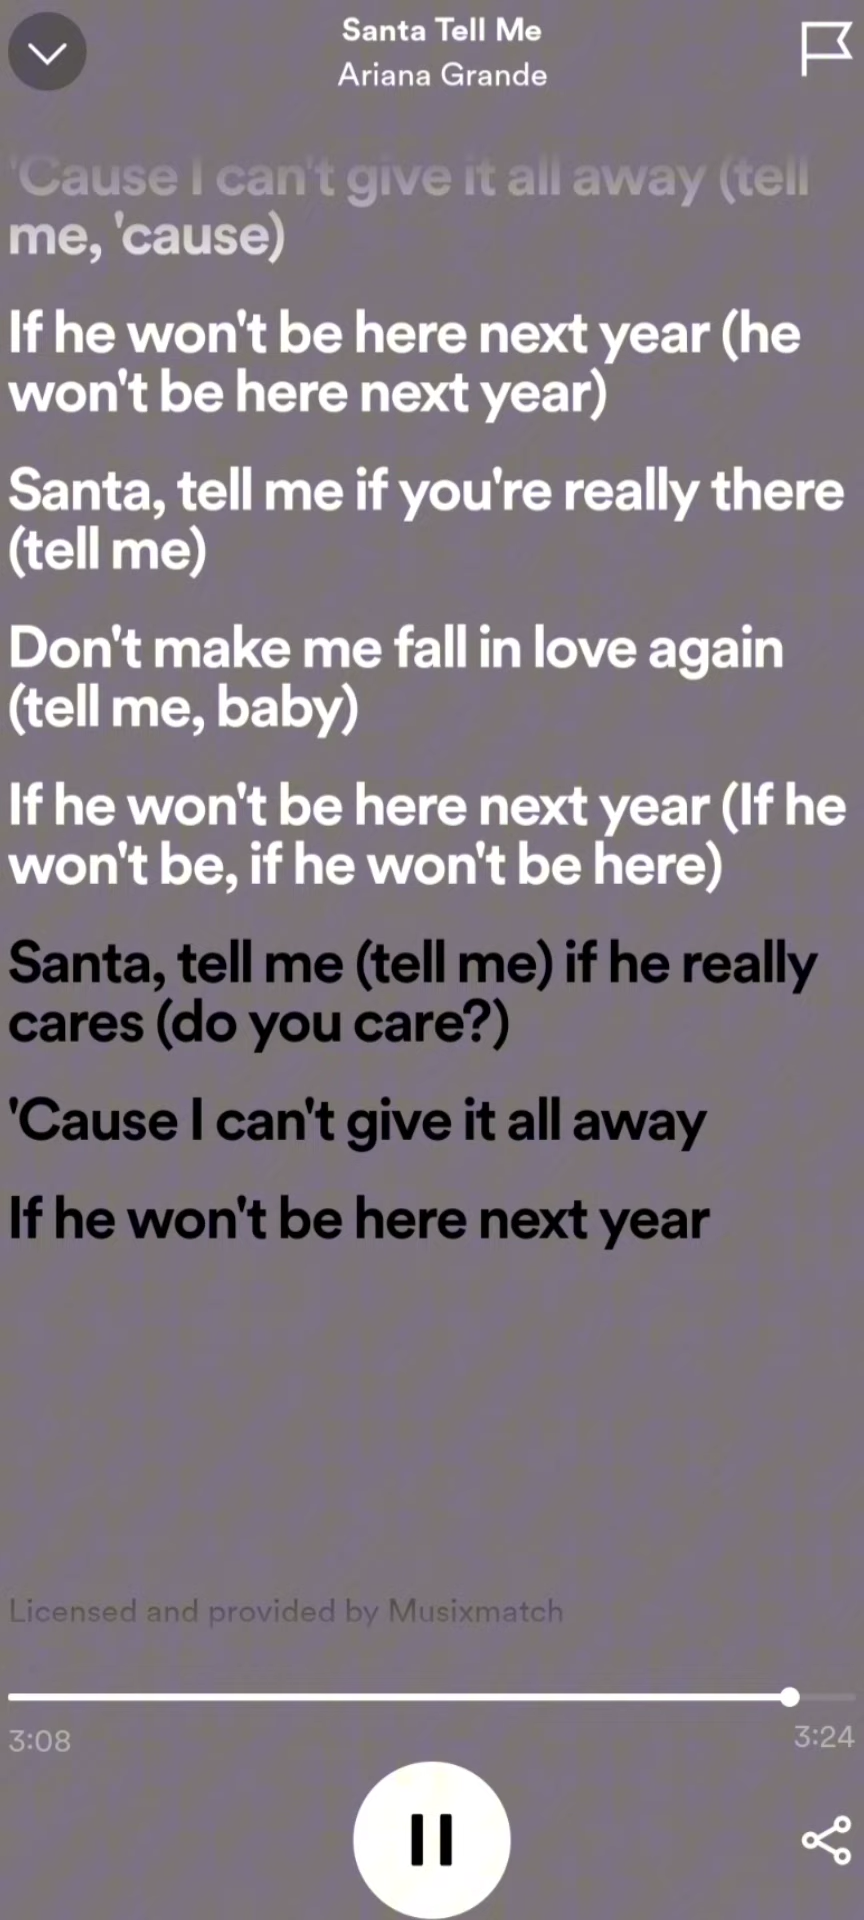 Santa Tell Me
Ariana Grande
'Cause I can't give it all away (tell
me, 'cause)
If he won't be here next year (he
won't be here next year)
Santa, tell me if you're really there
(tell me)
Don't make me fall in love again
(tell me, baby)
If he won't be here next year (If he
won't be, if he won't be here)
Santa, tell me (tell me) if he really
cares (do you care?)
'Cause I can't give it all away
If he won't be here next year
Licensed and provided by Musixmatch
3:08
3:24